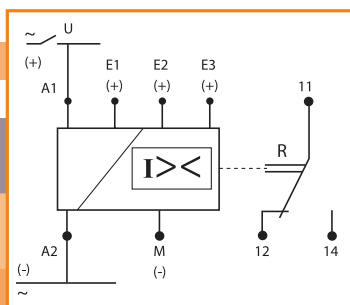 ~ U
(+) E1 E2 E3
A1 (+) (+) (+) 11
I>< R
A2 M 12 14
(-) (-)
~